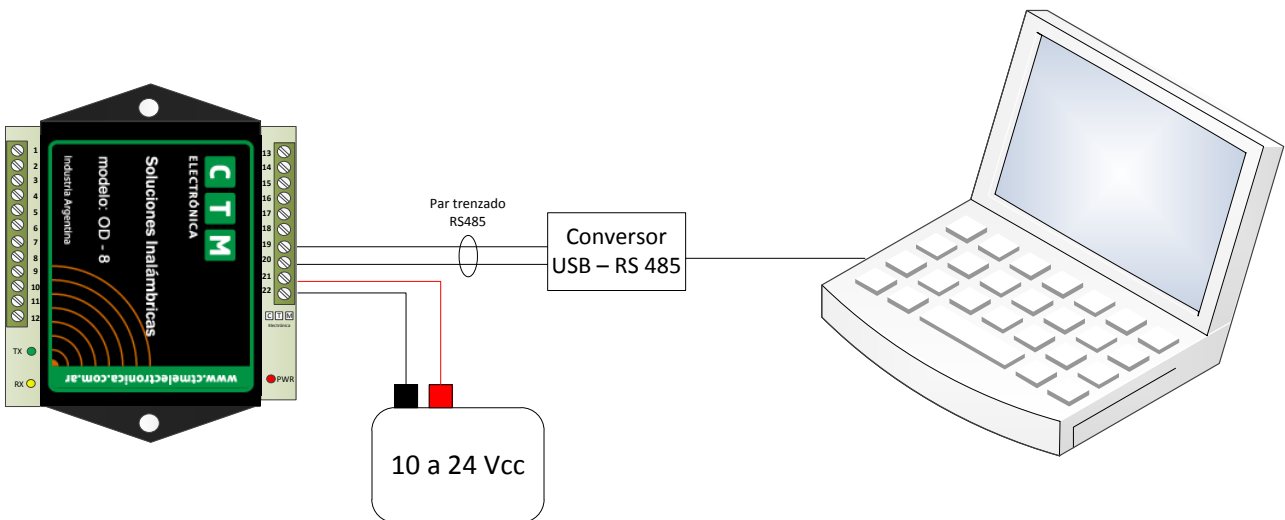 1
2
3
4
5
6
7
8
9
10
11
12
TX
RX
C T M
ELECTRÓNICA
Soluciones Inalámbricas
modelo: OD - 8
Industria Argentina
www.ctmelectronica.com.ar
13
14
15
16
17
18
19
20
21
22
C T M
Electrónica
PWR
Par trenzado
RS485
Conversor
USB – RS 485
10 a 24 Vcc